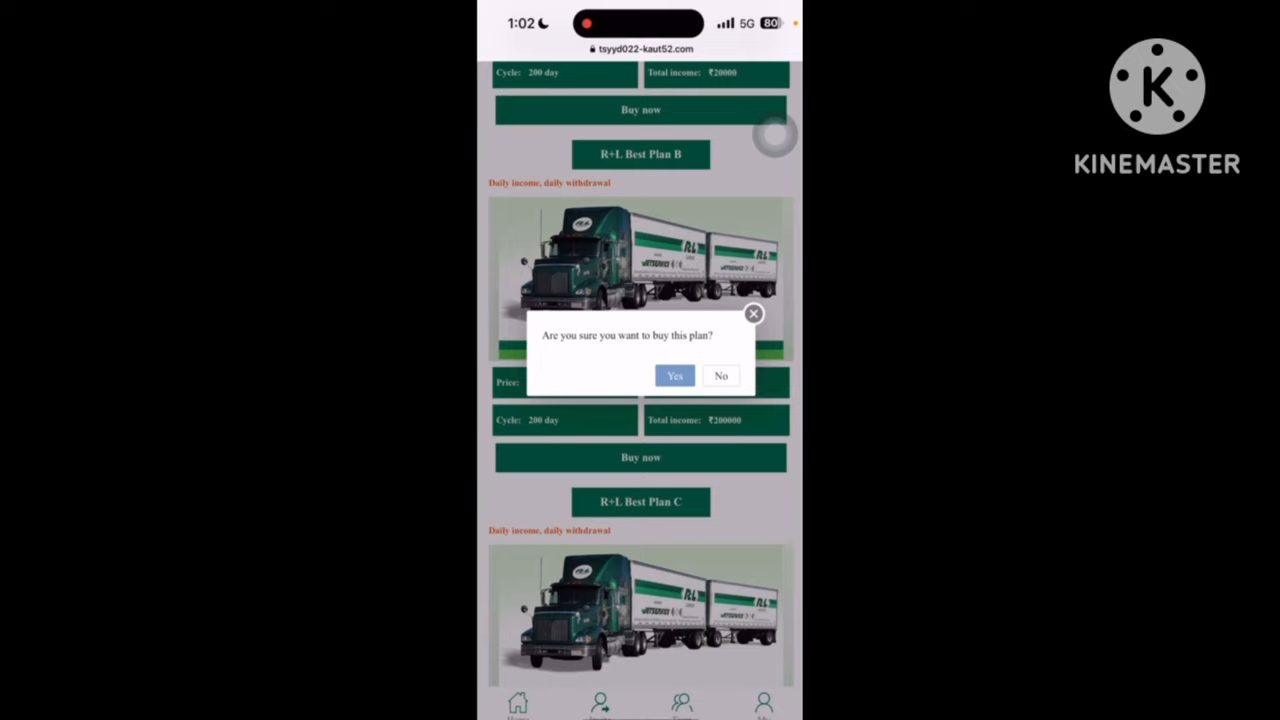 1:02
5G
80
tsyyd022-kaut52.com
Cycle: 200 day
Total income: ₹20000
Buy now
R+L Best Plan B
Daily income, daily withdrawal
R+L
R+L
Are you sure you want to buy this plan?
Yes
No
Price:
Cycle: 200 day
Total income: ₹200000
Buy now
R+L Best Plan C
Daily income, daily withdrawal
R+L
R+L
K
KINEMASTER